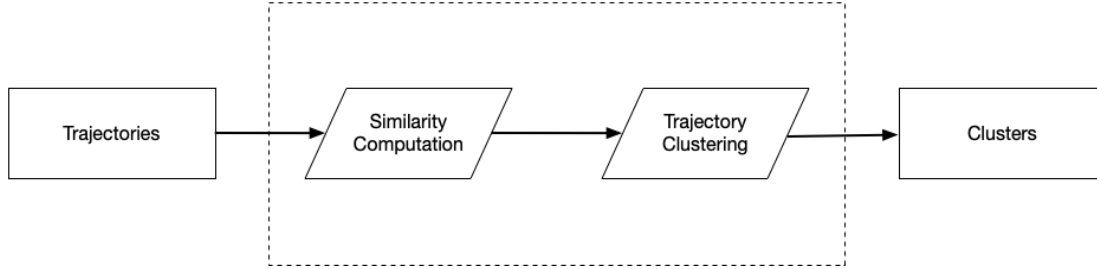 Trajectories
Similarity
Computation
Trajectory
Clustering
Clusters